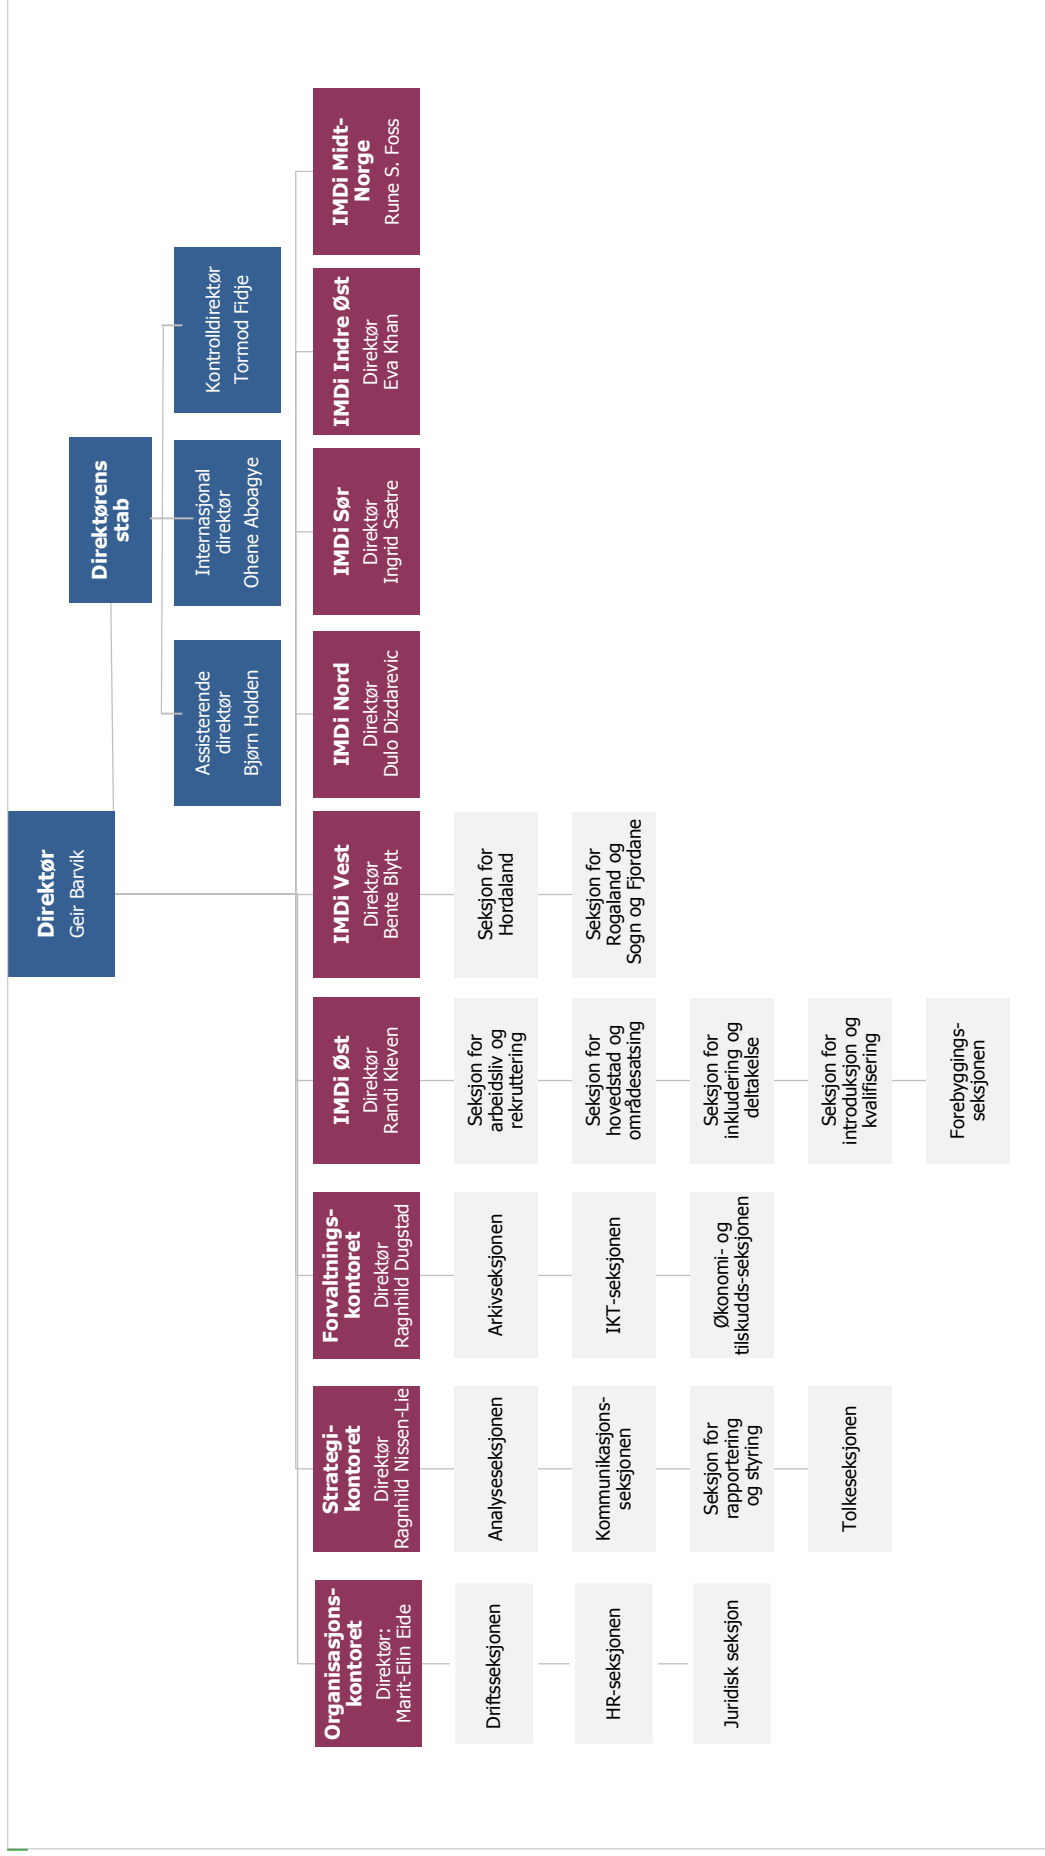 Direktør
Geir Barvik
Direktørens
stab
Assisterende
direktør
Bjørn Holden
Internasjonal
direktør
Ohene Aboagye
Kontrolldirektør
Tormod Fidje
Organisasjons-
kontoret
Direktør:
Marit-Elin Eide
Driftsseksjonen
HR-seksjonen
Juridisk seksjon
Strategi-
kontoret
Direktør
Ragnhild Nissen-Lie
Analyseseksjonen
Kommunikasjons-
seksjonen
Seksjon for
rapportering
og styring
Tolkeseksjonen
Forvaltnings-
kontoret
Direktør
Ragnhild Dugstad
Arkivseksjonen
IKT-seksjonen
Økonomi- og
tilskudds-seksjonen
IMDi Øst
Direktør
Randi Kleven
Seksjon for
arbeidsliv og
rekruttering
Seksjon for
hovedstad og
områdesatsing
Seksjon for
inkludering og
deltakelse
Seksjon for
introduksjon og
kvalifisering
Forebyggings-
seksjonen
IMDi Vest
Direktør
Bente Blytt
Seksjon for
Hordaland
Seksjon for
Rogaland og
Sogn og Fjordane
IMDi Nord
Direktør
Dulo Dizdarevic
IMDi Sør
Direktør
Ingrid Sætre
IMDi Indre Øst
Direktør
Eva Khan
IMDi Midt-
Norge
Rune S. Foss